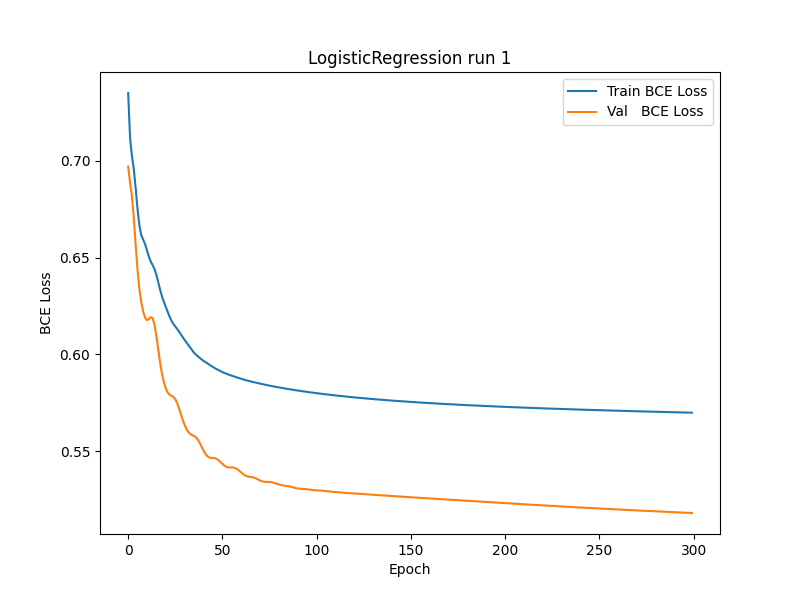 LogisticRegression run 1
Train BCE Loss
Val   BCE Loss
0.70
0.65
0.60
0.55
BCE Loss
0 50 100 150 200 250 300
Epoch